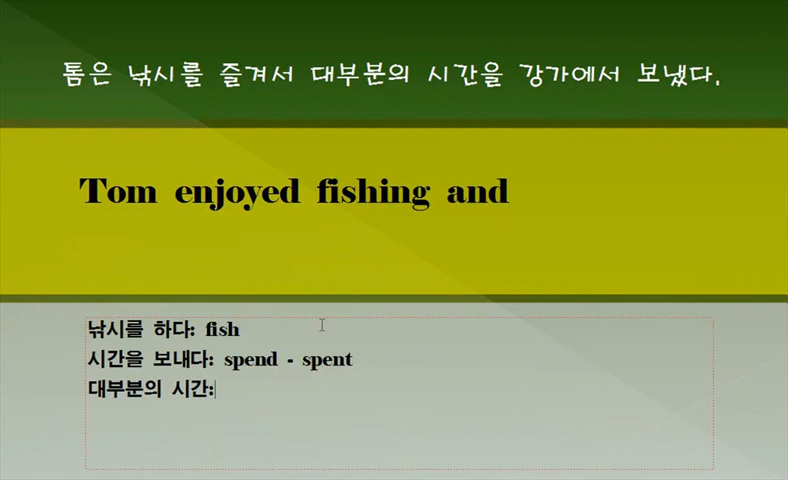 톰은 낚시를 즐겨서 대부분의 시간을 강가에서 보냈다.
Tom enjoyed fishing and
낚시를 하다: fish
시간을 보내다: spend - spent
대부분의 시간: